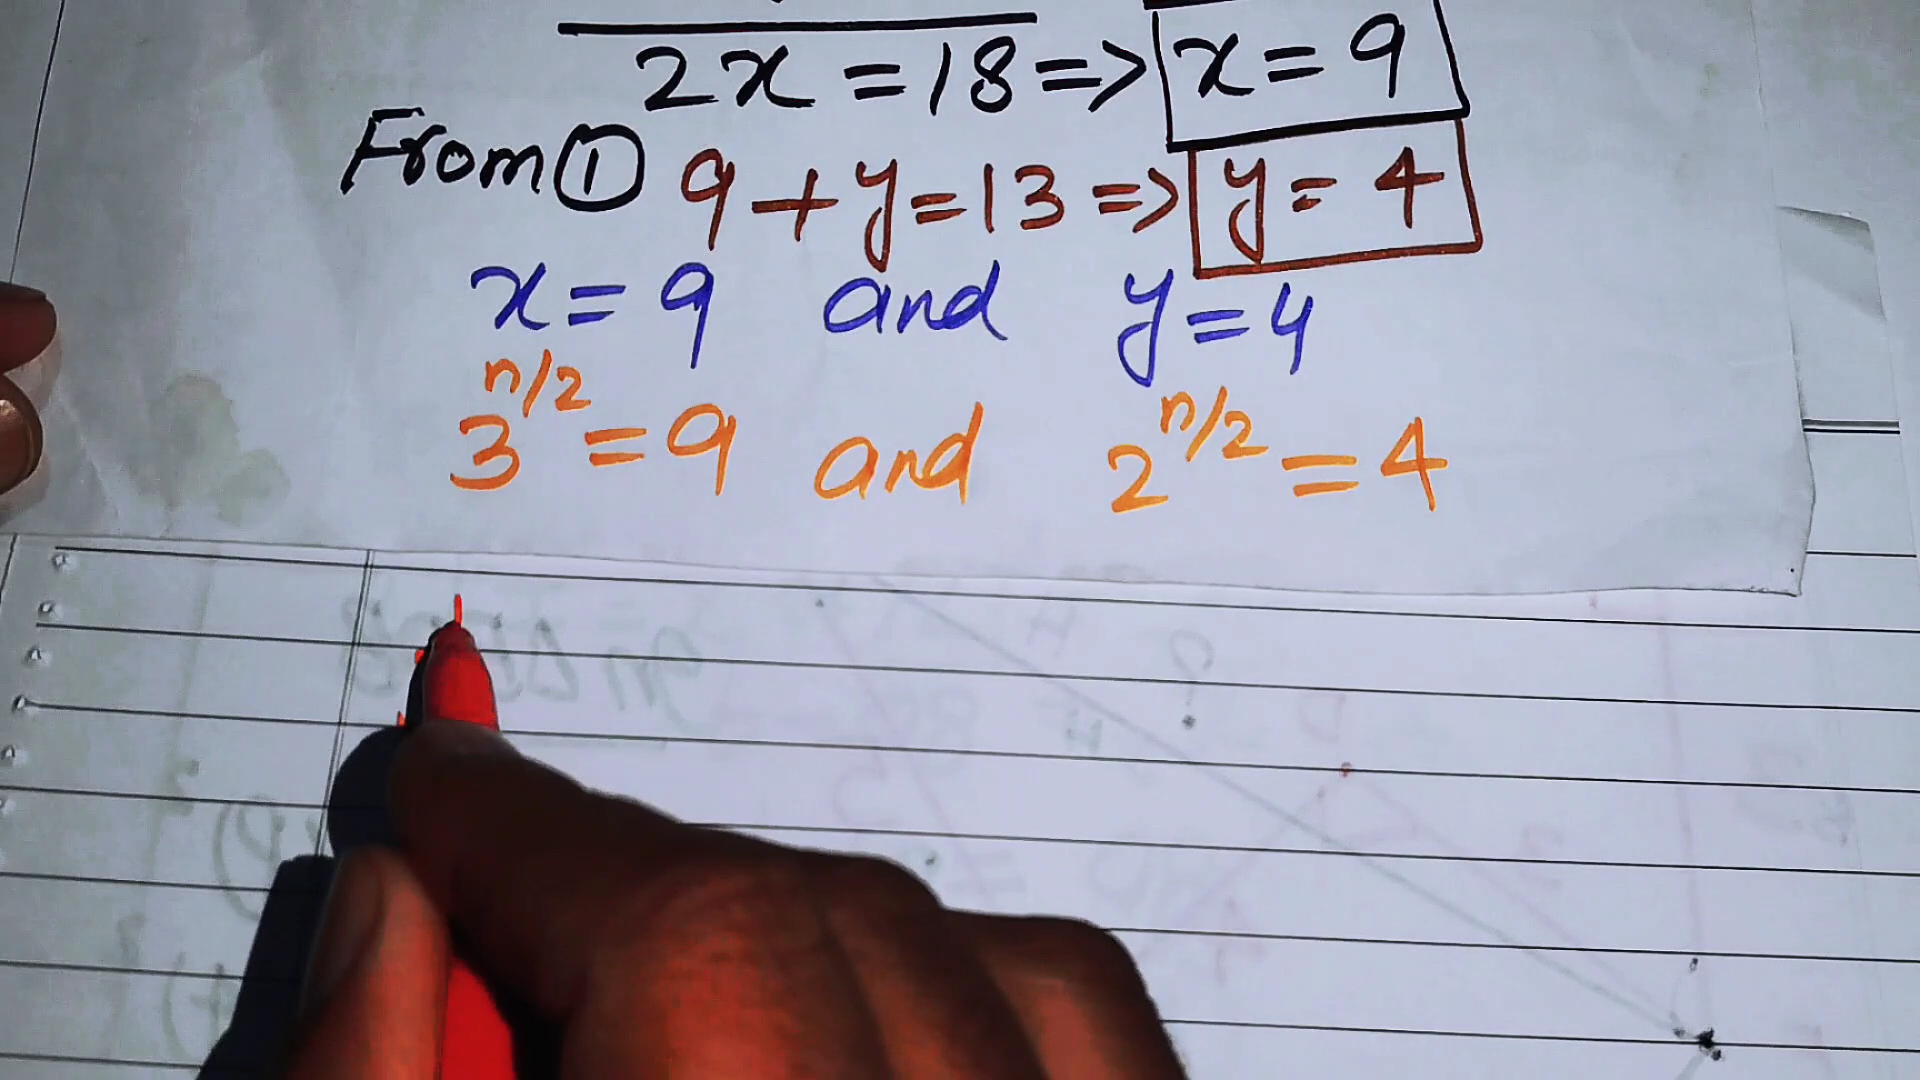 2x = 18 => x = 9
From ① 9 + y = 13 => y = 4
x = 9 and y = 4
3^{n/2} = 9 and 2^{n/2} = 4